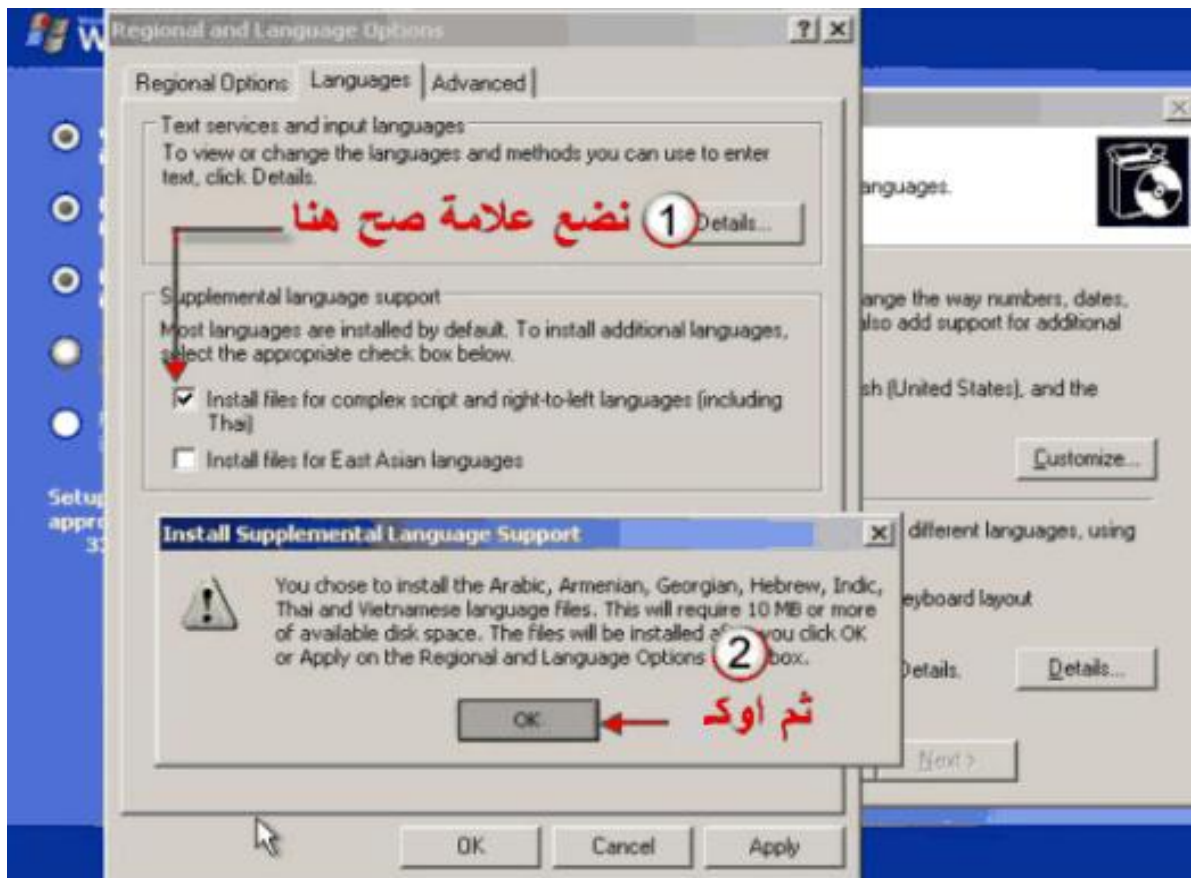 Regional and Language Options
Regional Options Languages Advanced
Text services and input languages
To view or change the languages and methods you can use to enter
text, click Details.
نضع علامة صح هنا 1
Details...
Supplemental language support
Most languages are installed by default. To install additional languages,
select the appropriate check box below.
Install files for complex script and right-to-left languages (including
Thai)
Install files for East Asian languages
Install Supplemental Language Support
You chose to install the Arabic, Armenian, Georgian, Hebrew, Indic,
Thai and Vietnamese language files. This will require 10 MB or more
of available disk space. The files will be installed after you click OK
or Apply on the Regional and Language Options box.
2
ثم اوك
OK
OK Cancel Apply
anguages.
ange the way numbers, dates,
also add support for additional
sh (United States), and the
Customize...
different languages, using
eyboard layout
Details. Details...
Next >
Setup
appro